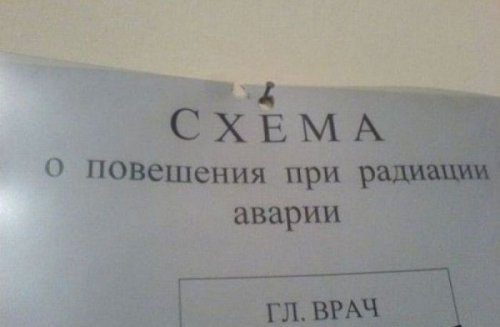 СХЕМА
о повешения при радиации
аварии
ГЛ. ВРАЧ